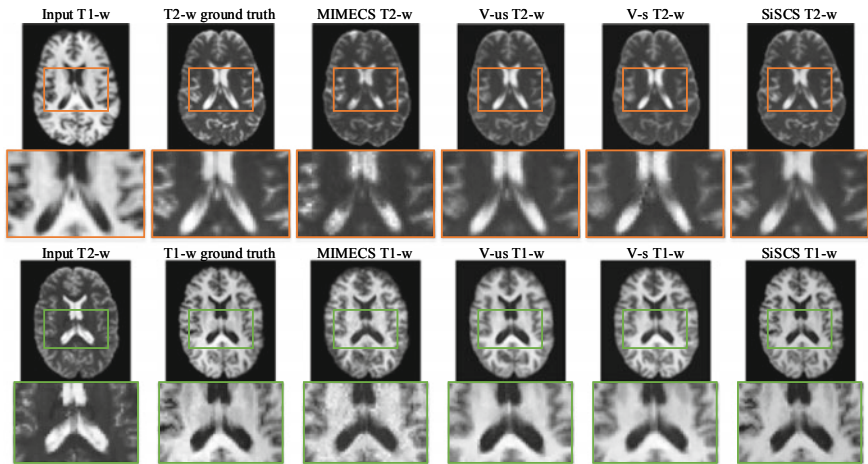 Input T1-w T2-w ground truth MIMECS T2-w V-us T2-w V-s T2-w SiSCS T2-w
Input T2-w T1-w ground truth MIMECS T1-w V-us T1-w V-s T1-w SiSCS T1-w